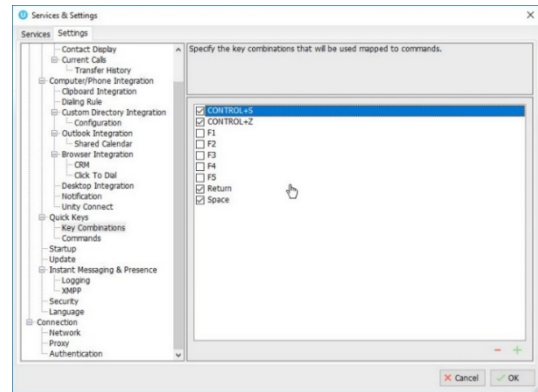 Services & Settings
Services Settings
Contact Display
Current Calls
Transfer History
Computer/Phone Integration
Clipboard Integration
Dialing Rule
Custom Directory Integration
Configuration
Outlook Integration
Shared Calendar
Browser Integration
CRM
Click To Dial
Desktop Integration
Notification
Unity Connect
Quick Keys
Key Combinations
Commands
Startup
Update
Instant Messaging & Presence
Logging
XMPP
Security
Language
Connection
Network
Proxy
Authentication
Specify the key combinations that will be used mapped to commands.
CONTROL+S
CONTROL+Z
F1
F2
F3
F4
F5
Return
Space
Cancel OK